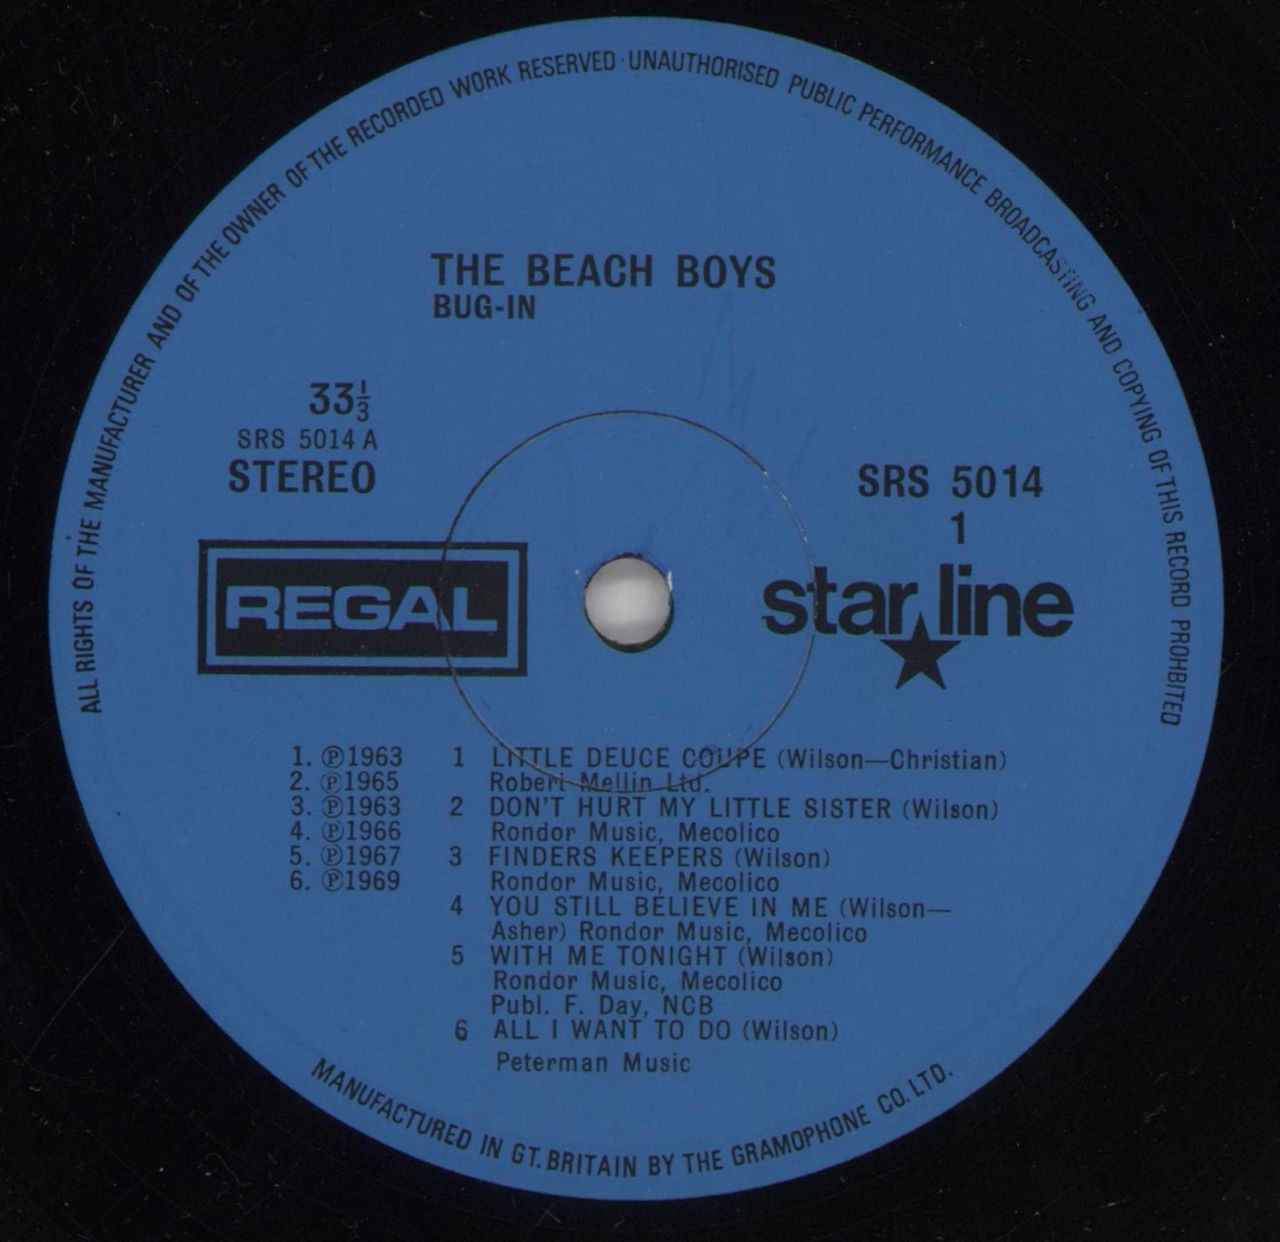 ALL RIGHTS OF THE MANUFACTURER AND OF THE OWNER OF THE RECORDED WORK RESERVED · UNAUTHORISED PUBLIC PERFORMANCE BROADCASTING AND COPYING OF THIS RECORD PROHBITED
THE BEACH BOYS
BUG-IN
33⅓
SRS 5014 A
STEREO
SRS 5014
1
REGAL
star line
1. ℗1963
2. ℗1965
3. ℗1963
4. ℗1966
5. ℗1967
6. ℗1969
1 LITTLE DEUCE COUPE (Wilson—Christian)
Robert Mellin Ltd.
2 DON'T HURT MY LITTLE SISTER (Wilson)
Rondor Music, Mecolico
3 FINDERS KEEPERS (Wilson)
Rondor Music, Mecolico
4 YOU STILL BELIEVE IN ME (Wilson—
Asher) Rondor Music, Mecolico
5 WITH ME TONIGHT (Wilson)
Rondor Music, Mecolico
Publ. F. Day, NCB
6 ALL I WANT TO DO (Wilson)
Peterman Music
MANUFACTURED IN GT. BRITAIN BY THE GRAMOPHONE CO. LTD.